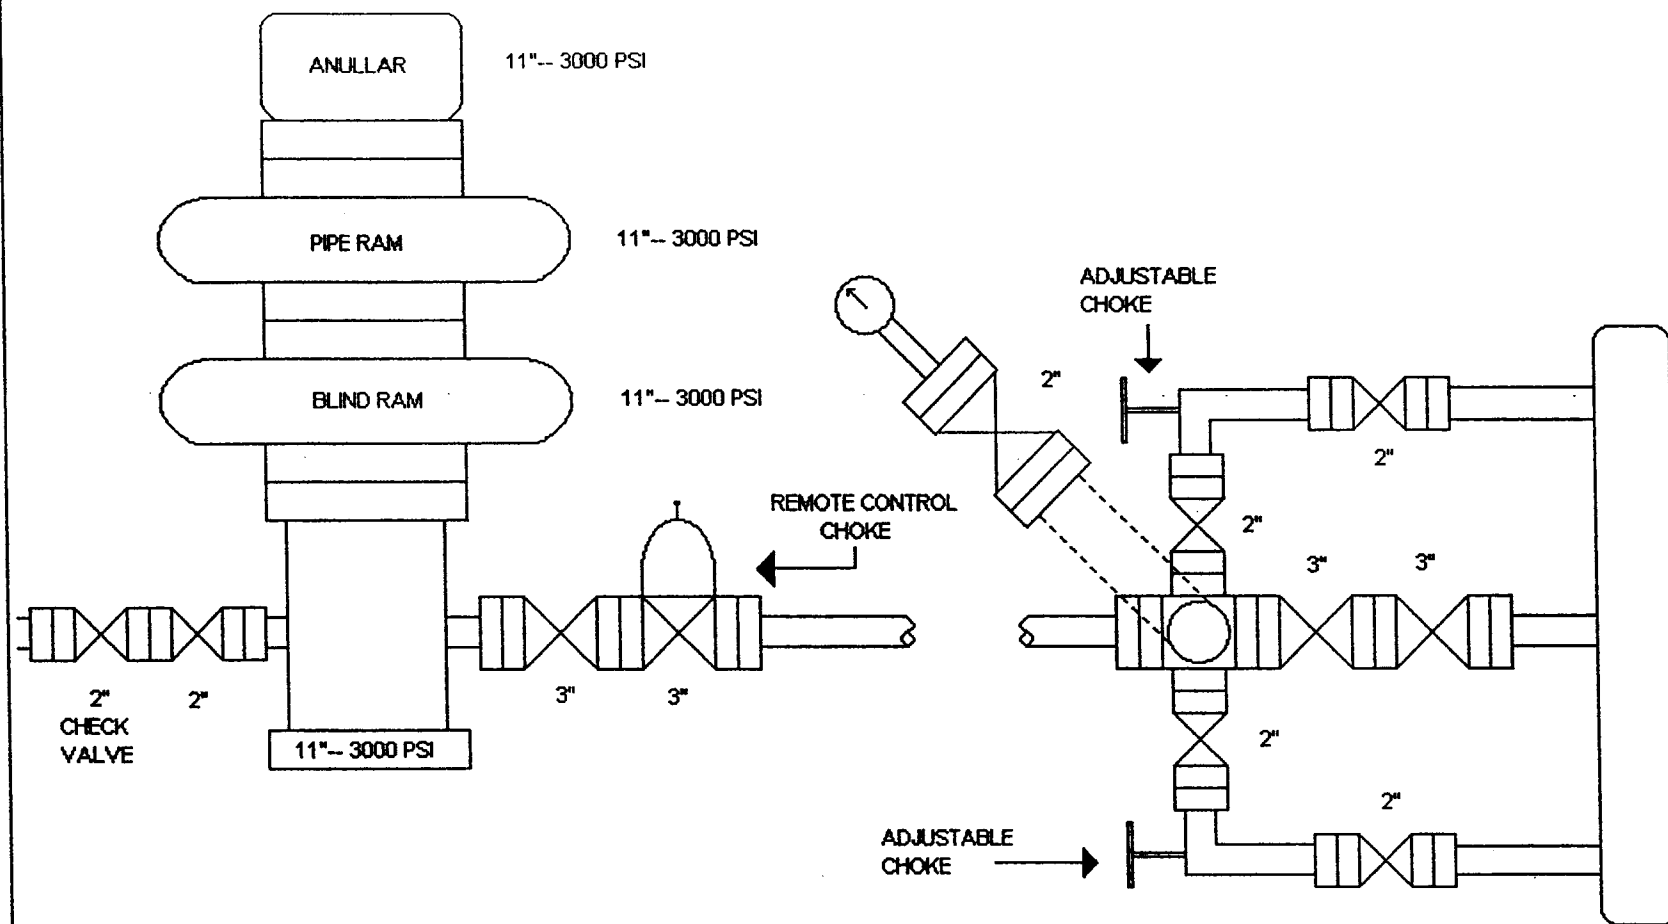 ANULLAR
11"-- 3000 PSI
PIPE RAM
11"-- 3000 PSI
BLIND RAM
11"-- 3000 PSI
ADJUSTABLE
CHOKE
2"
2"
2"
REMOTE CONTROL
CHOKE
3"
3"
2"
CHECK
VALVE
2"
3"
3"
11"-- 3000 PSI
2"
2"
ADJUSTABLE
CHOKE